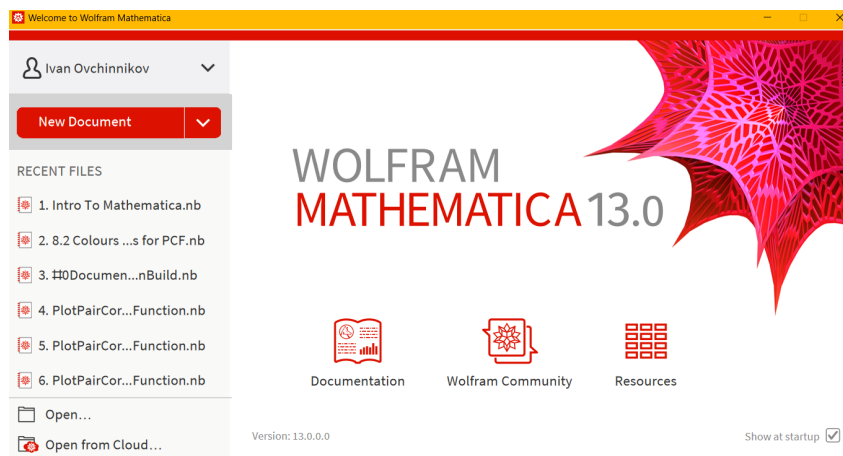 Welcome to Wolfram Mathematica
Ivan Ovchinnikov
New Document
RECENT FILES
1. Intro To Mathematica.nb
2. 8.2 Colours ...s for PCF.nb
3. ‡‡0Documen...nBuild.nb
4. PlotPairCor...Function.nb
5. PlotPairCor...Function.nb
6. PlotPairCor...Function.nb
Open...
Open from Cloud...
WOLFRAM
MATHEMATICA 13.0
Documentation
Wolfram Community
Resources
Version: 13.0.0.0
Show at startup